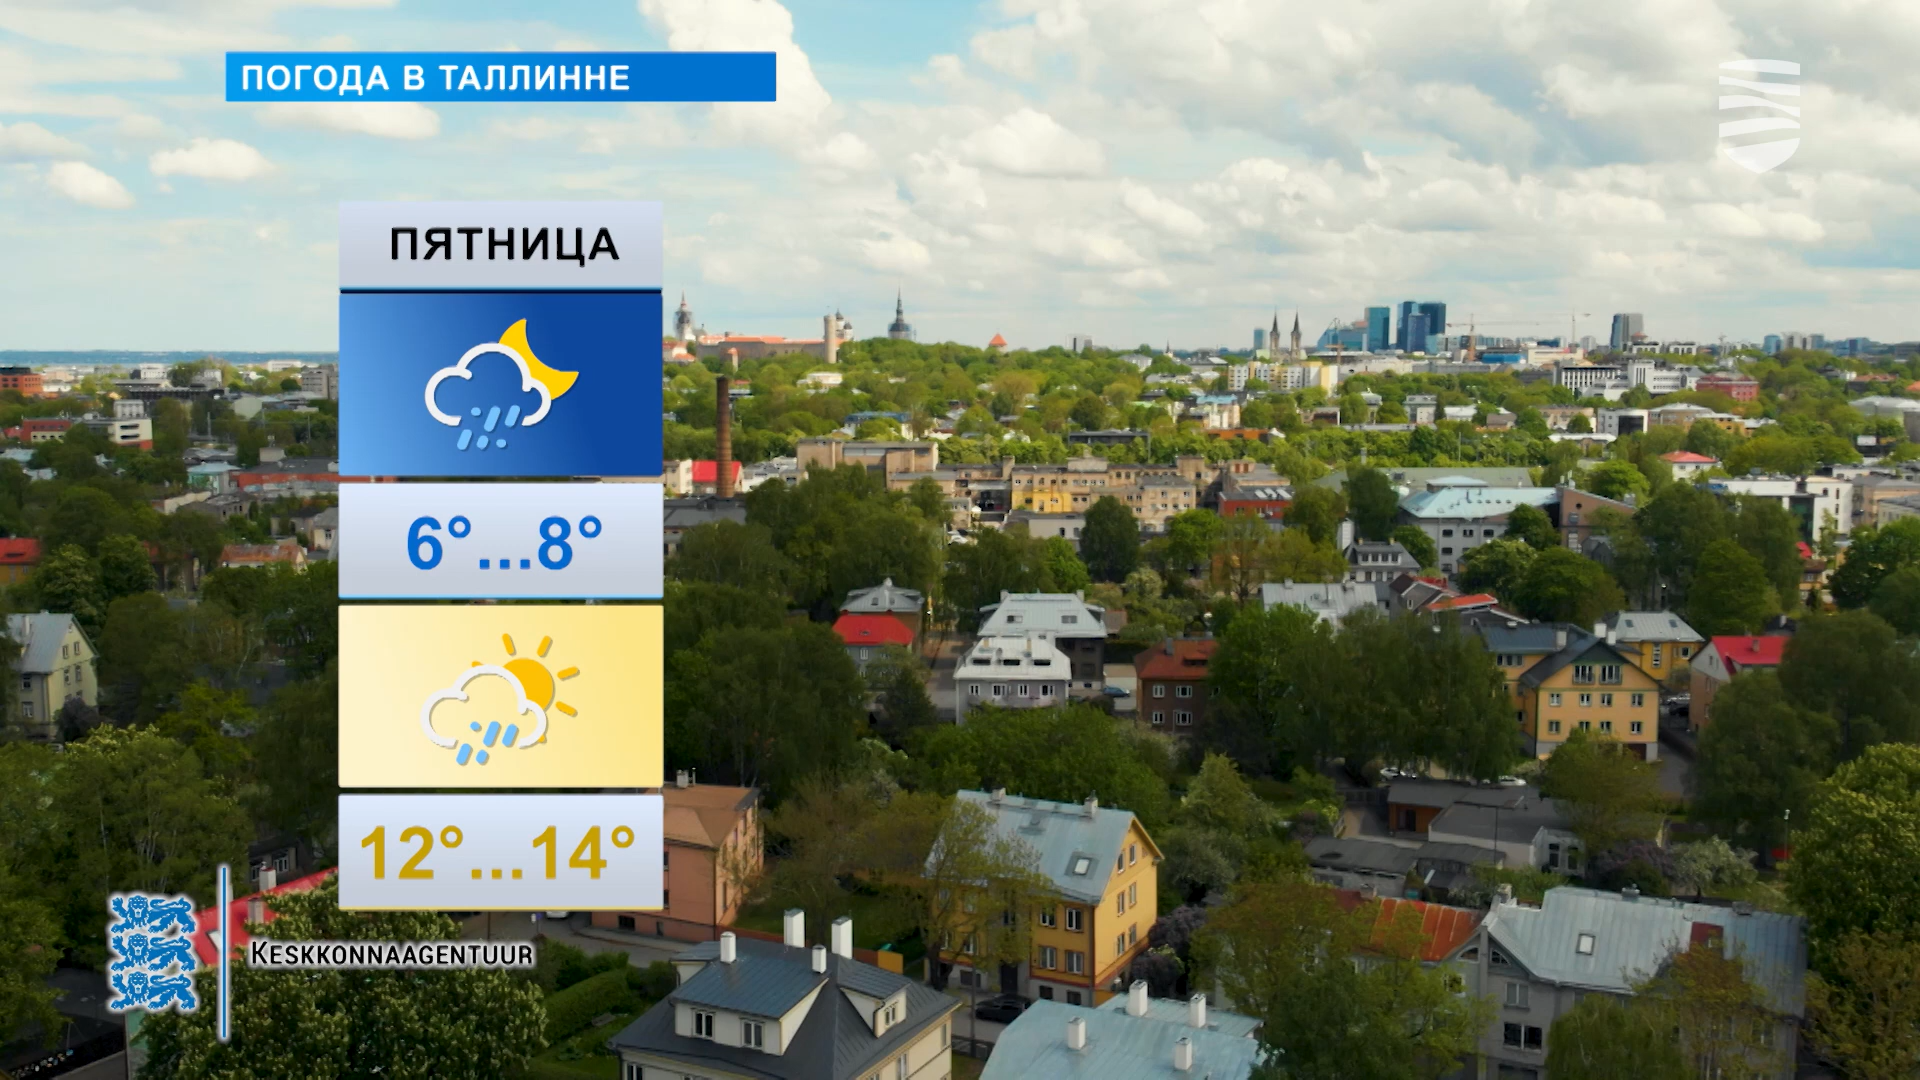 ПОГОДА В ТАЛЛИННЕ
ПЯТНИЦА
6°...8°
12°...14°
KESKKONNAAGENTUUR